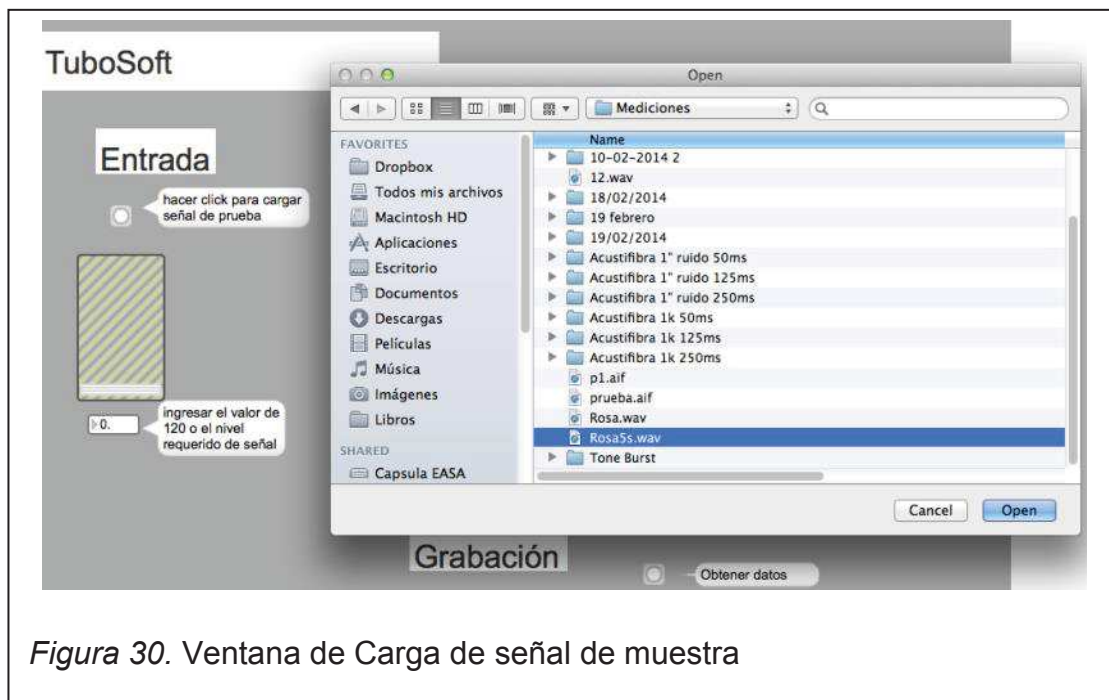 TuboSoft
Entrada
hacer click para cargar
señal de prueba
0.
ingresar el valor de
120 o el nivel
requerido de señal
Open
Mediciones
FAVORITES
Dropbox
Todos mis archivos
Macintosh HD
Aplicaciones
Escritorio
Documentos
Descargas
Películas
Música
Imágenes
Libros
SHARED
Capsula EASA
Name
10-02-2014 2
12.wav
18/02/2014
19 febrero
19/02/2014
Acustifibra 1" ruido 50ms
Acustifibra 1" ruido 125ms
Acustifibra 1" ruido 250ms
Acustifibra 1k 50ms
Acustifibra 1k 125ms
Acustifibra 1k 250ms
p1.aif
prueba.aif
Rosa.wav
Rosa5s.wav
Tone Burst
Cancel
Open
Grabación
Obtener datos
Figura 30. Ventana de Carga de señal de muestra